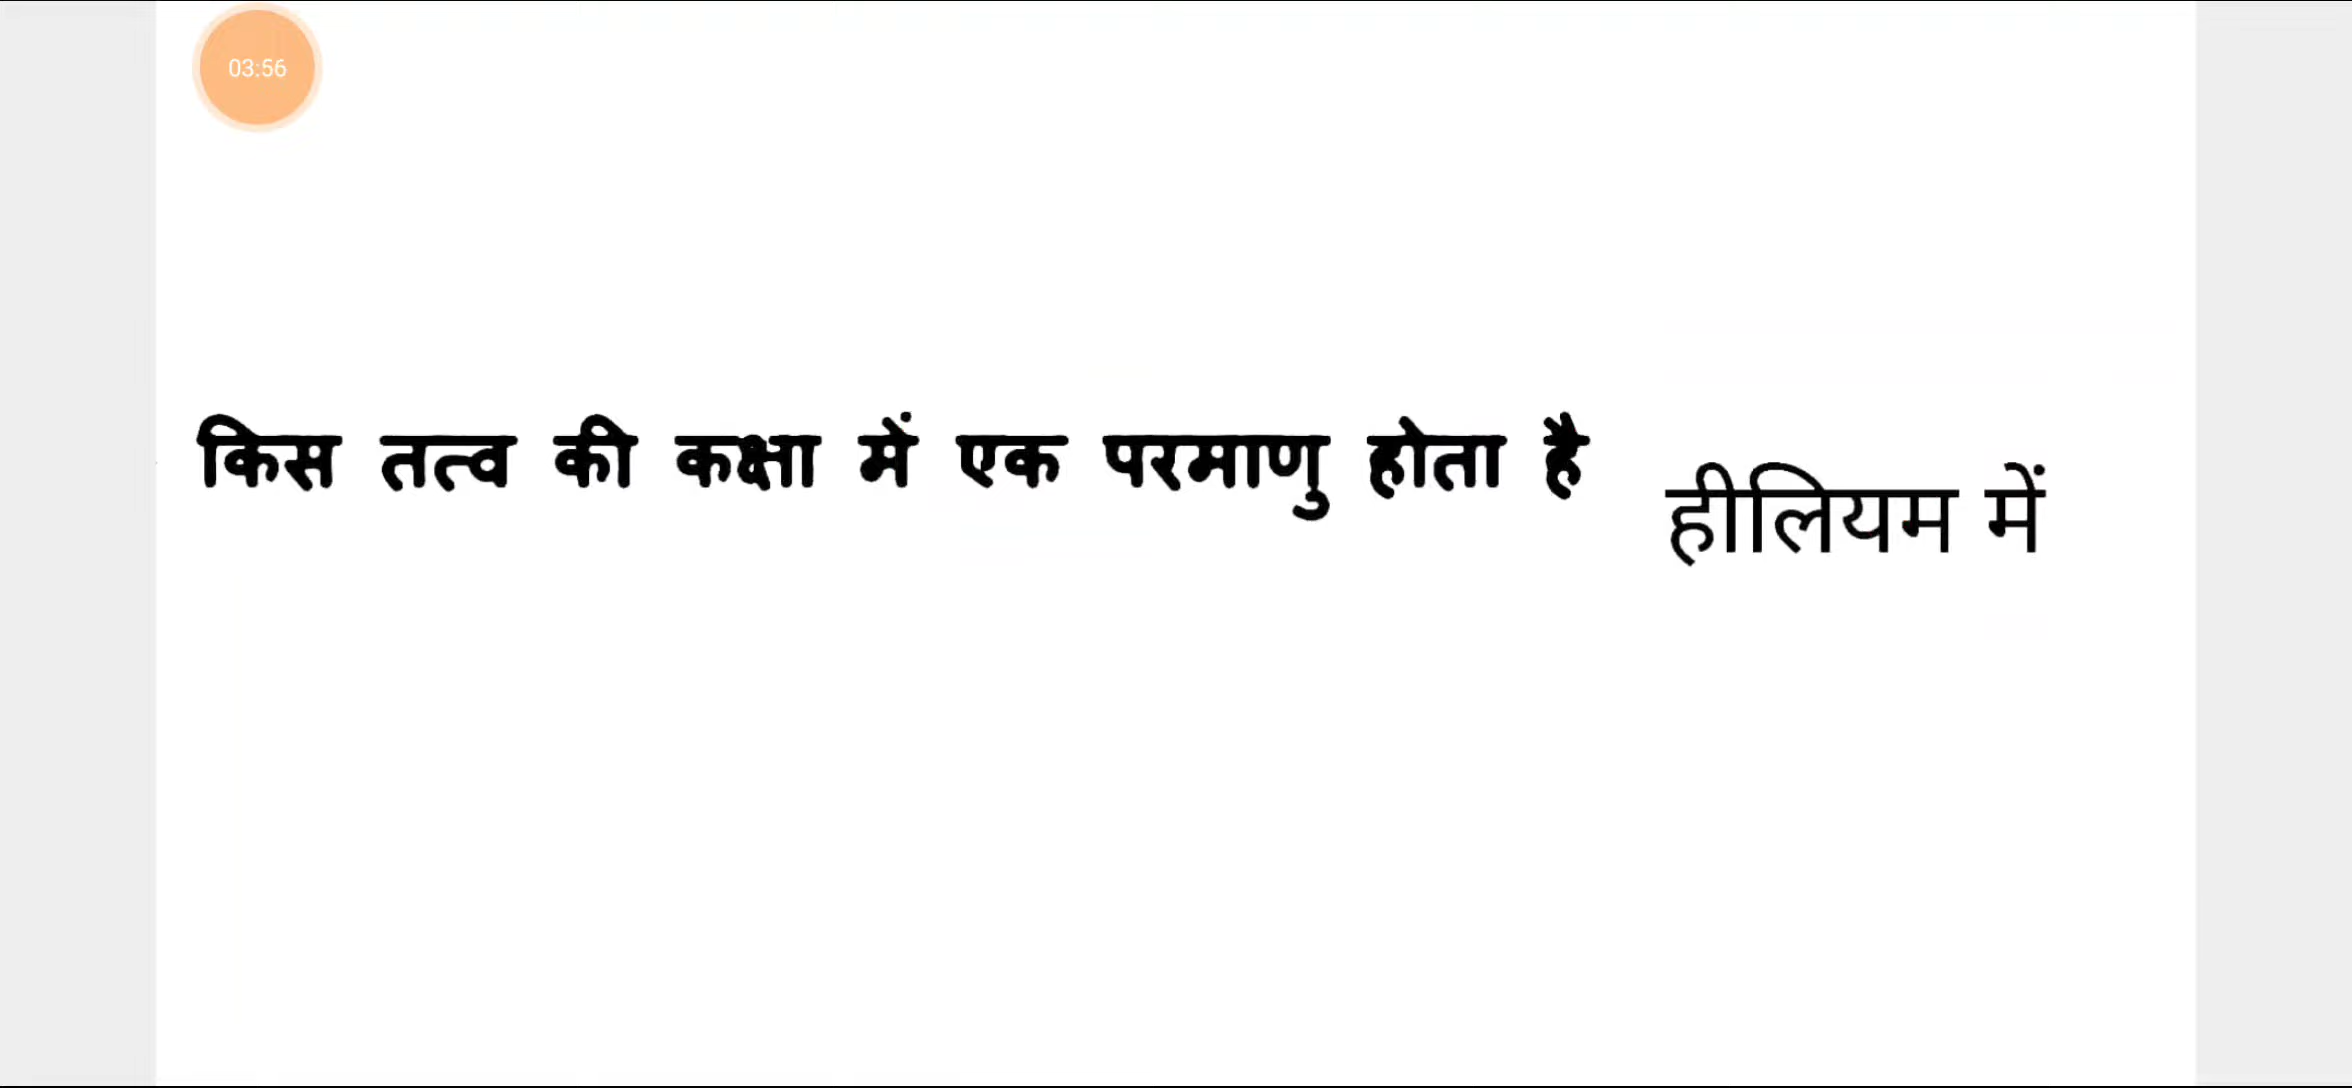 03:56
किस तत्व की कक्षा में एक परमाणु होता है
हीलियम में